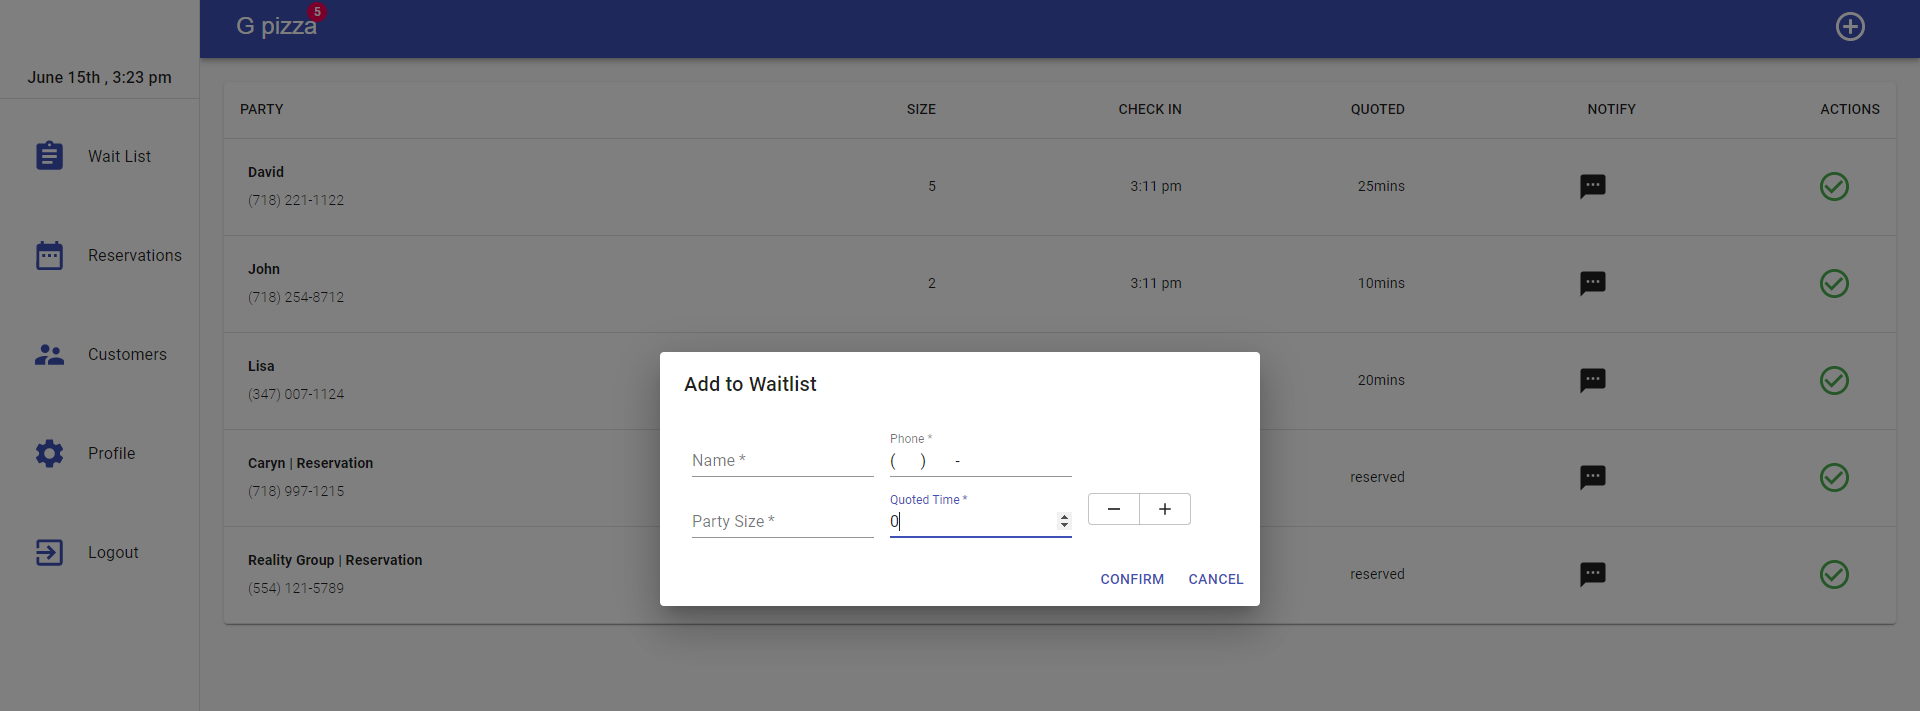 G pizza 5
June 15th , 3:23 pm
Wait List
Reservations
Customers
Profile
Logout
PARTY SIZE CHECK IN QUOTED NOTIFY ACTIONS
David
(718) 221-1122
5 3:11 pm 25mins
John
(718) 254-8712
2 3:11 pm 10mins
Lisa
(347) 007-1124
20mins
Caryn | Reservation
(718) 997-1215
reserved
Reality Group | Reservation
(554) 121-5789
reserved
Add to Waitlist
Name *
Phone *
( ) -
Party Size *
Quoted Time *
0
− +
CONFIRM CANCEL